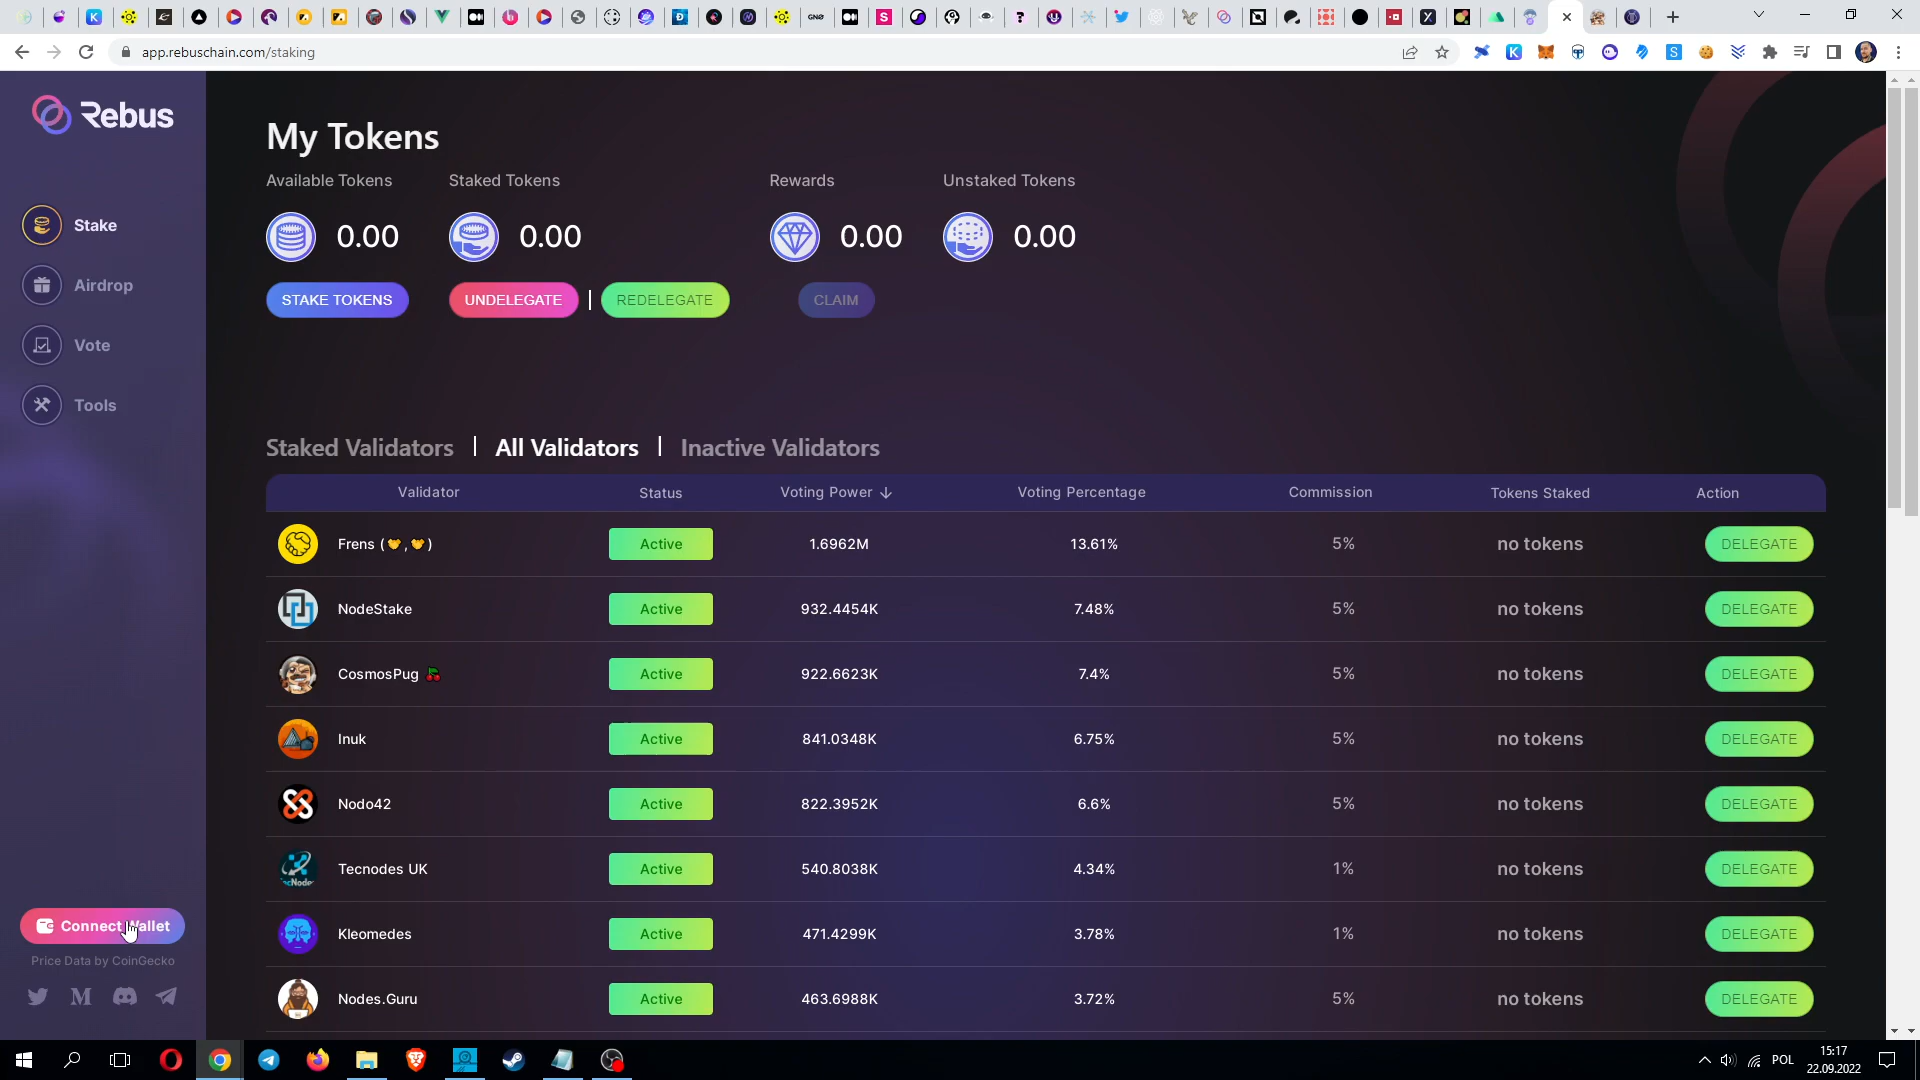 app.rebuschain.com/staking
Rebus
Stake
Airdrop
Vote
Tools
Connect Wallet
Price Data by CoinGecko
My Tokens
Available Tokens Staked Tokens Rewards Unstaked Tokens
0.00 0.00 0.00 0.00
STAKE TOKENS UNDELEGATE | REDELEGATE CLAIM
Staked Validators | All Validators | Inactive Validators
Validator Status Voting Power ↓ Voting Percentage Commission Tokens Staked Action
Frens (🤝,🤝) Active 1.6962M 13.61% 5% no tokens DELEGATE
NodeStake Active 932.4454K 7.48% 5% no tokens DELEGATE
CosmosPug 🍒 Active 922.6623K 7.4% 5% no tokens DELEGATE
Inuk Active 841.0348K 6.75% 5% no tokens DELEGATE
Nodo42 Active 822.3952K 6.6% 5% no tokens DELEGATE
Tecnodes UK Active 540.8038K 4.34% 1% no tokens DELEGATE
Kleomedes Active 471.4299K 3.78% 1% no tokens DELEGATE
Nodes.Guru Active 463.6988K 3.72% 5% no tokens DELEGATE
POL
15:17
22.09.2022